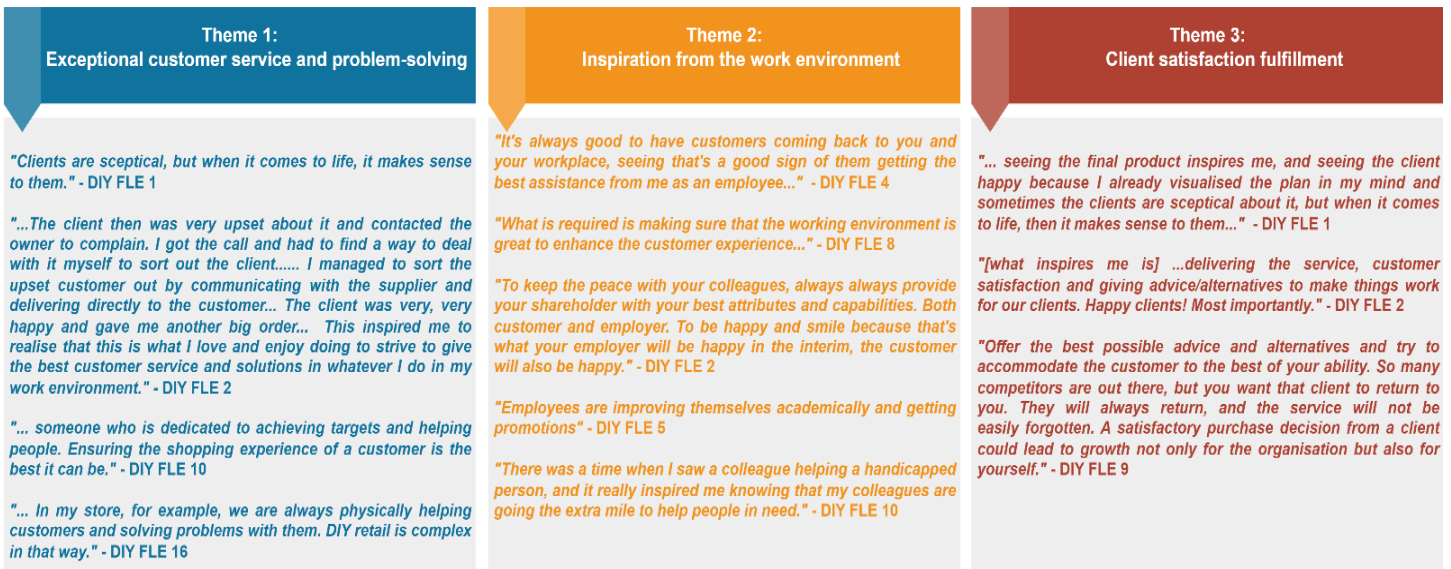 Theme 1:
Exceptional customer service and problem-solving
"Clients are sceptical, but when it comes to life, it makes sense
to them." - DIY FLE 1
"...The client then was very upset about it and contacted the
owner to complain. I got the call and had to find a way to deal
with it myself to sort out the client...... I managed to sort the
upset customer out by communicating with the supplier and
delivering directly to the customer... The client was very, very
happy and gave me another big order... This inspired me to
realise that this is what I love and enjoy doing to strive to give
the best customer service and solutions in whatever I do in my
work environment." - DIY FLE 2
"... someone who is dedicated to achieving targets and helping
people. Ensuring the shopping experience of a customer is the
best it can be." - DIY FLE 10
"... In my store, for example, we are always physically helping
customers and solving problems with them. DIY retail is complex
in that way." - DIY FLE 16
Theme 2:
Inspiration from the work environment
"It's always good to have customers coming back to you and
your workplace, seeing that's a good sign of them getting the
best assistance from me as an employee..." - DIY FLE 4
"What is required is making sure that the working environment is
great to enhance the customer experience..." - DIY FLE 8
"To keep the peace with your colleagues, always always provide
your shareholder with your best attributes and capabilities. Both
customer and employer. To be happy and smile because that's
what your employer will be happy in the interim, the customer
will also be happy." - DIY FLE 2
"Employees are improving themselves academically and getting
promotions" - DIY FLE 5
"There was a time when I saw a colleague helping a handicapped
person, and it really inspired me knowing that my colleagues are
going the extra mile to help people in need." - DIY FLE 10
Theme 3:
Client satisfaction fulfillment
"... seeing the final product inspires me, and seeing the client
happy because I already visualised the plan in my mind and
sometimes the clients are sceptical about it, but when it comes
to life, then it makes sense to them..." - DIY FLE 1
"[what inspires me is] ...delivering the service, customer
satisfaction and giving advice/alternatives to make things work
for our clients. Happy clients! Most importantly." - DIY FLE 2
"Offer the best possible advice and alternatives and try to
accommodate the customer to the best of your ability. So many
competitors are out there, but you want that client to return to
you. They will always return, and the service will not be
easily forgotten. A satisfactory purchase decision from a client
could lead to growth not only for the organisation but also for
yourself." - DIY FLE 9